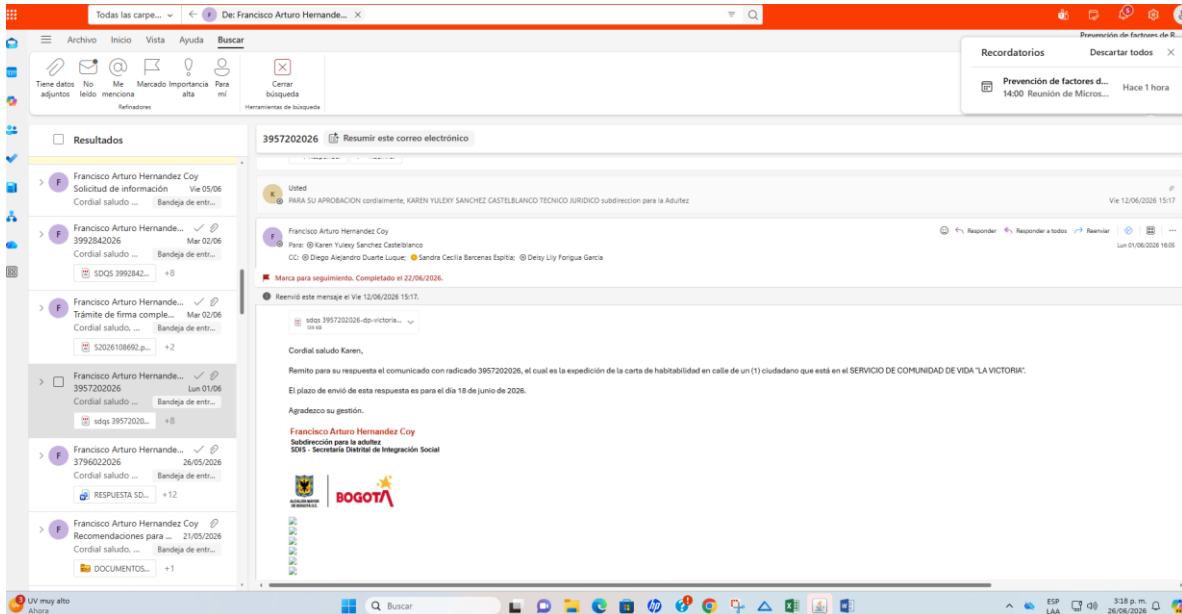 Todas las carpe...
De: Francisco Arturo Hernande...
5
Archivo Inicio Vista Ayuda Buscar
Prevención de factores de R...
Recordatorios Descartar todos
Prevención de factores d...
14:00 Reunión de Micros...
Hace 1 hora
Tiene datos adjuntos
No leído
Me menciona
Marcado
Importancia alta
Para mí
Refinadores
Cerrar búsqueda
Herramientas de búsqueda
Resultados
F
Francisco Arturo Hernandez Coy
Solicitud de información Vie 05/06
Cordial saludo ... Bandeja de entr...
F
Francisco Arturo Hernande...
3992842026 Mar 02/06
Cordial saludo ... Bandeja de entr...
SDQS 3992842... +8
F
Francisco Arturo Hernande...
Trámite de firma comple... Mar 02/06
Cordial saludo, ... Bandeja de entr...
S2026108692.p... +2
Francisco Arturo Hernande...
3957202026 Lun 01/06
Cordial saludo ... Bandeja de entr...
sdqs 39572020... +8
F
Francisco Arturo Hernande...
3796022026 26/05/2026
Cordial saludo ... Bandeja de entr...
RESPUESTA SD... +12
F
Francisco Arturo Hernandez Coy
Recomendaciones para ... 21/05/2026
Cordial saludo, ... Bandeja de entr...
DOCUMENTOS... +1
3957202026 Resumir este correo electrónico
K
Usted
PARA SU APROBACION cordialmente, KAREN YULEXY SANCHEZ CASTELBLANCO TECNICO JURIDICO subdireccion para la Adultez
Vie 12/06/2026 15:17
F
Francisco Arturo Hernandez Coy
Para: Karen Yulexy Sanchez Castelblanco
CC: Diego Alejandro Duarte Luque; Sandra Cecilia Barcenas Espitia; Deisy Lily Forigua Garcia
Responder Responder a todos Reenviar
Lun 01/06/2026 16:05
Marca para seguimiento. Completado el 22/06/2026.
Reenvió este mensaje el Vie 12/06/2026 15:17.
sdqs 3957202026-dp-victoria...
Cordial saludo Karen,
Remito para su respuesta el comunicado con radicado 3957202026, el cual es la expedición de la carta de habitabilidad en calle de un (1) ciudadano que está en el SERVICIO DE COMUNIDAD DE VIDA "LA VICTORIA".
El plazo de envió de esta respuesta es para el día 18 de junio de 2026.
Agradezco su gestión.
Francisco Arturo Hernandez Coy
Subdirección para la adultez
SDIS - Secretaría Distrital de Integración Social
ALCALDÍA MAYOR
DE BOGOTÁ D.C.
BOGOTÁ
3
UV muy alto
Ahora
Buscar
ESP
LAA
3:18 p. m.
26/06/2026